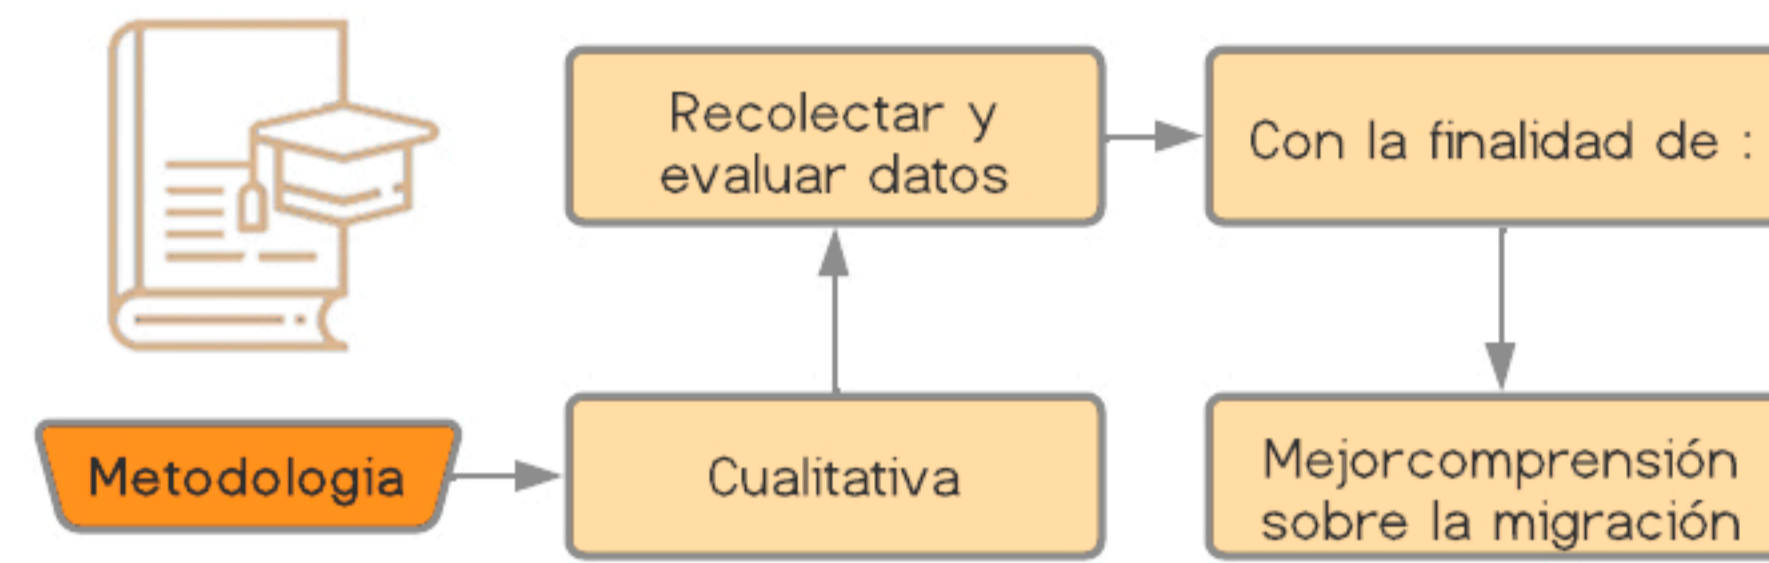 Recolectar y
evaluar datos
Con la finalidad de :
Metodologia
Cualitativa
Mejorcomprensión
sobre la migración